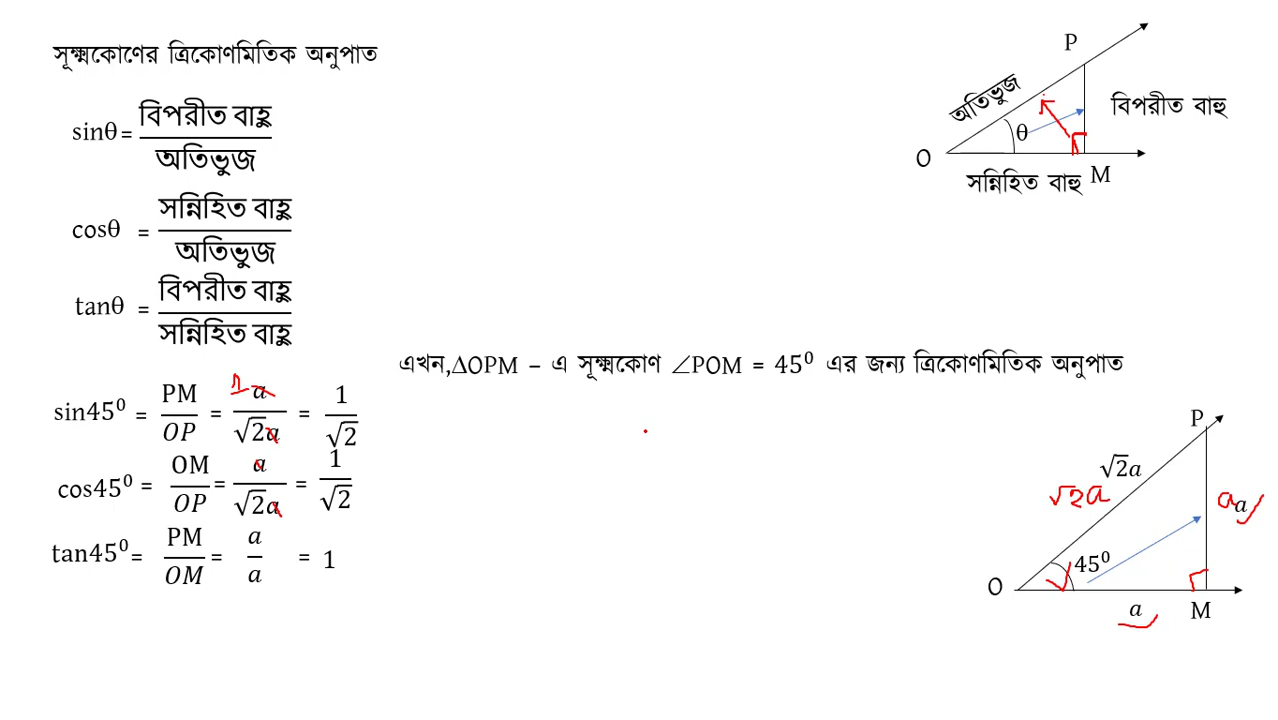 সূক্ষ্মকোণের ত্রিকোণমিতিক অনুপাত
sinθ = বিপরীত বাহু / অতিভুজ
cosθ = সন্নিহিত বাহু / অতিভুজ
tanθ = বিপরীত বাহু / সন্নিহিত বাহু
P
অতিভুজ
θ
বিপরীত বাহু
O
সন্নিহিত বাহু
M
এখন,ΔOPM – এ সূক্ষ্মকোণ ∠POM = 45⁰ এর জন্য ত্রিকোণমিতিক অনুপাত
sin45⁰ = PM/OP = a/√2a = 1/√2
1
cos45⁰ = OM/OP = a/√2a = 1/√2
tan45⁰ = PM/OM = a/a = 1
P
√2a
√2a
a a
45⁰
O
a
M